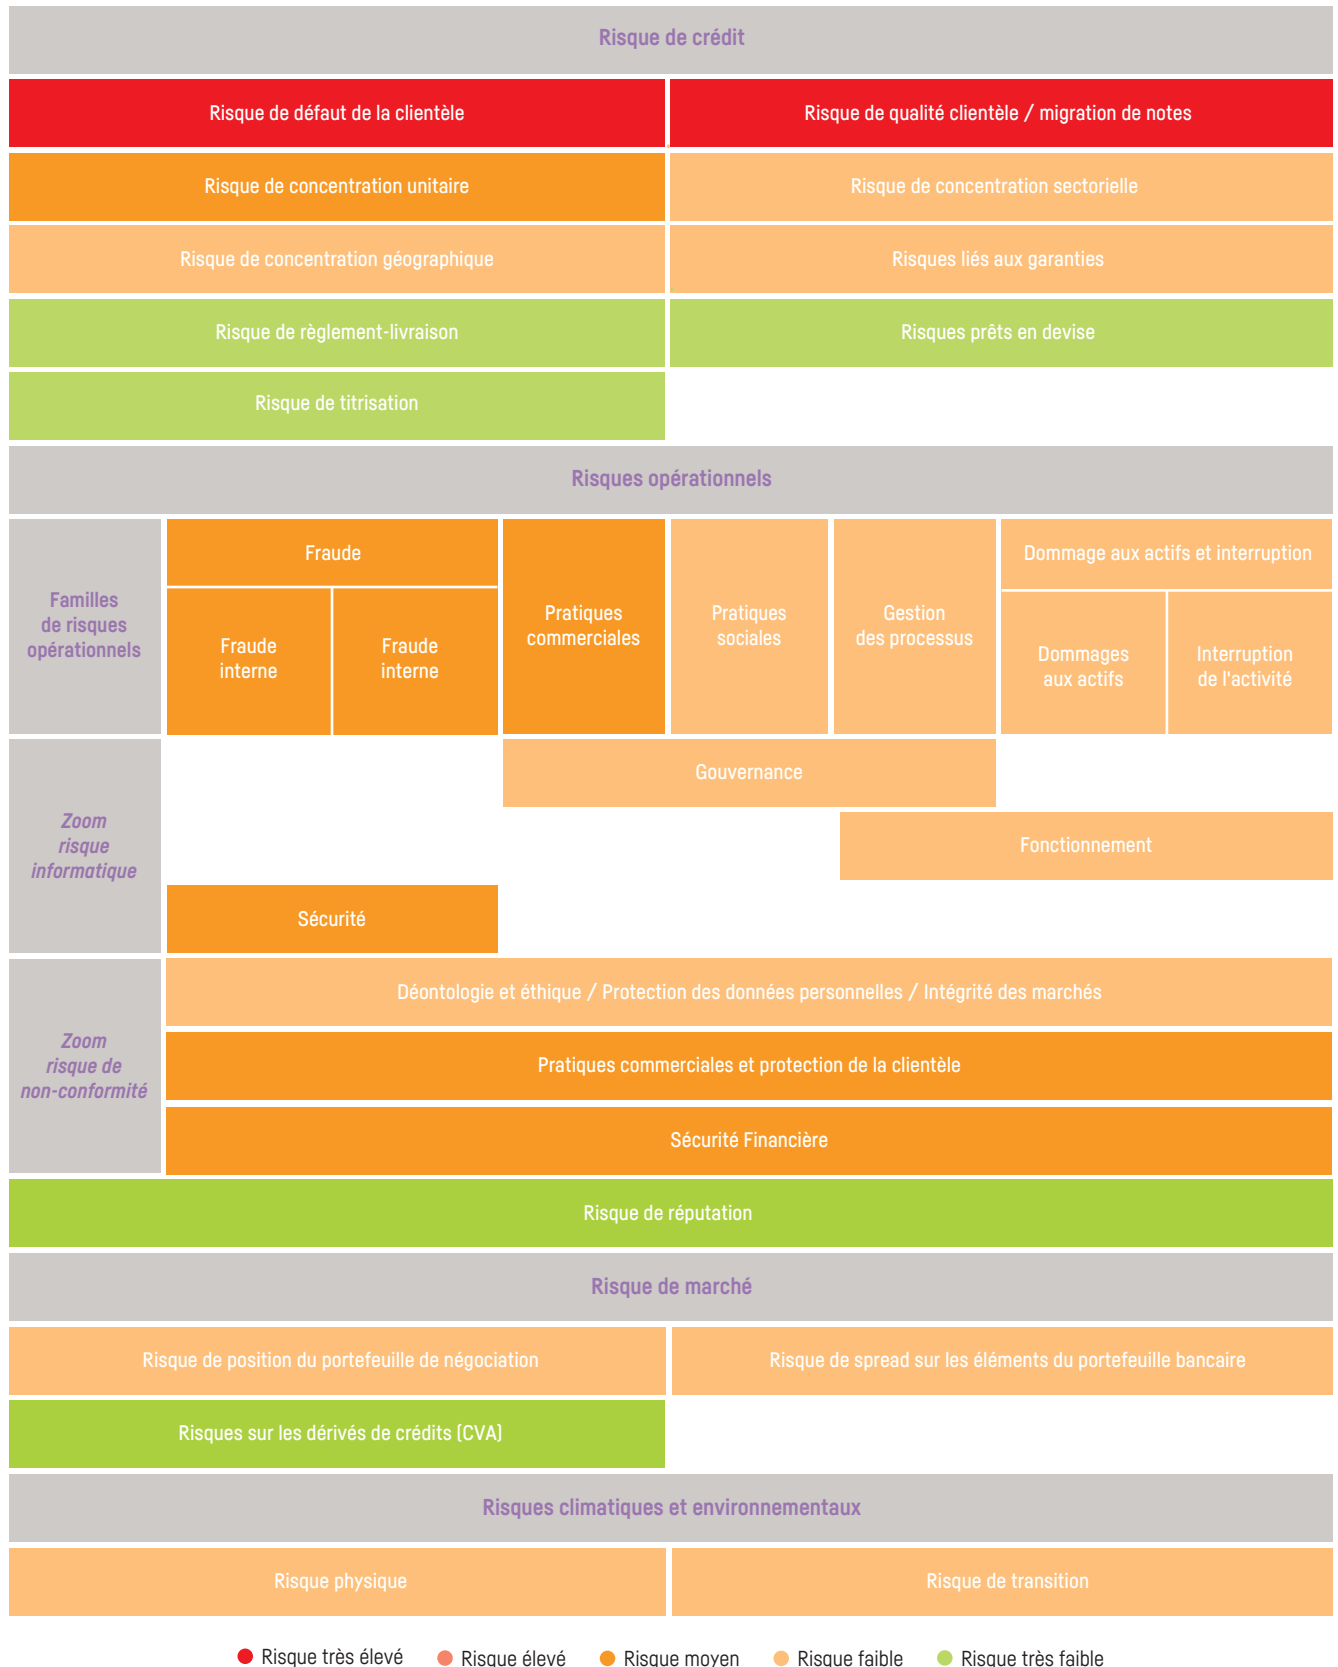 Risque de crédit
Risque de défaut de la clientèle
Risque de qualité clientèle / migration de notes
Risque de concentration unitaire
Risque de concentration sectorielle
Risque de concentration géographique
Risques liés aux garanties
Risque de règlement-livraison
Risques prêts en devise
Risque de titrisation
Risques opérationnels
Familles
de risques
opérationnels
Fraude
Fraude
interne
Fraude
interne
Pratiques
commerciales
Pratiques
sociales
Gestion
des processus
Dommage aux actifs et interruption
Dommages
aux actifs
Interruption
de l'activité
Zoom
risque
informatique
Gouvernance
Fonctionnement
Sécurité
Zoom
risque de
non-conformité
Déontologie et éthique / Protection des données personnelles / Intégrité des marchés
Pratiques commerciales et protection de la clientèle
Sécurité Financière
Risque de réputation
Risque de marché
Risque de position du portefeuille de négociation
Risque de spread sur les éléments du portefeuille bancaire
Risques sur les dérivés de crédits (CVA)
Risques climatiques et environnementaux
Risque physique
Risque de transition
Risque très élevé
Risque élevé
Risque moyen
Risque faible
Risque très faible